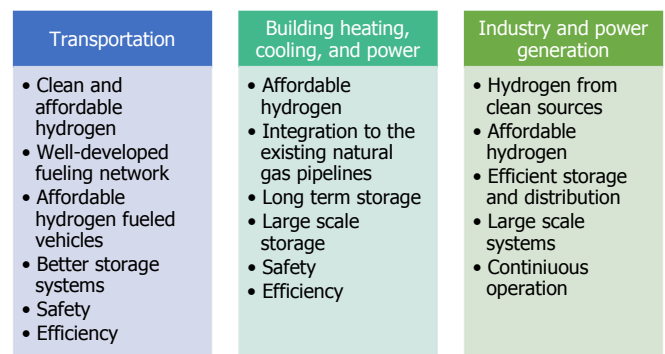 Transportation
• Clean and
affordable
hydrogen
• Well-developed
fueling network
• Affordable
hydrogen fueled
vehicles
• Better storage
systems
• Safety
• Efficiency
Building heating,
cooling, and power
• Affordable
hydrogen
• Integration to the
existing natural
gas pipelines
• Long term storage
• Large scale
storage
• Safety
• Efficiency
Industry and power
generation
• Hydrogen from
clean sources
• Affordable
hydrogen
• Efficient storage
and distribution
• Large scale
systems
• Continiuous
operation